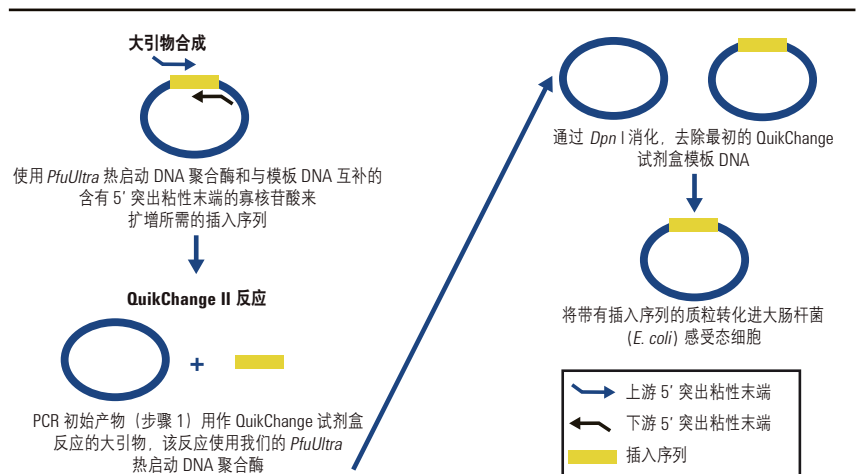 大引物合成
使用 PfuUltra 热启动 DNA 聚合酶和与模板 DNA 互补的
含有 5′ 突出粘性末端的寡核苷酸来
扩增所需的插入序列
QuikChange II 反应
+
PCR 初始产物（步骤 1）用作 QuikChange 试剂盒
反应的大引物，该反应使用我们的 PfuUltra
热启动 DNA 聚合酶
通过 Dpn I 消化，去除最初的 QuikChange
试剂盒模板 DNA
将带有插入序列的质粒转化进大肠杆菌
（E. coli）感受态细胞
上游 5′ 突出粘性末端
下游 5′ 突出粘性末端
插入序列